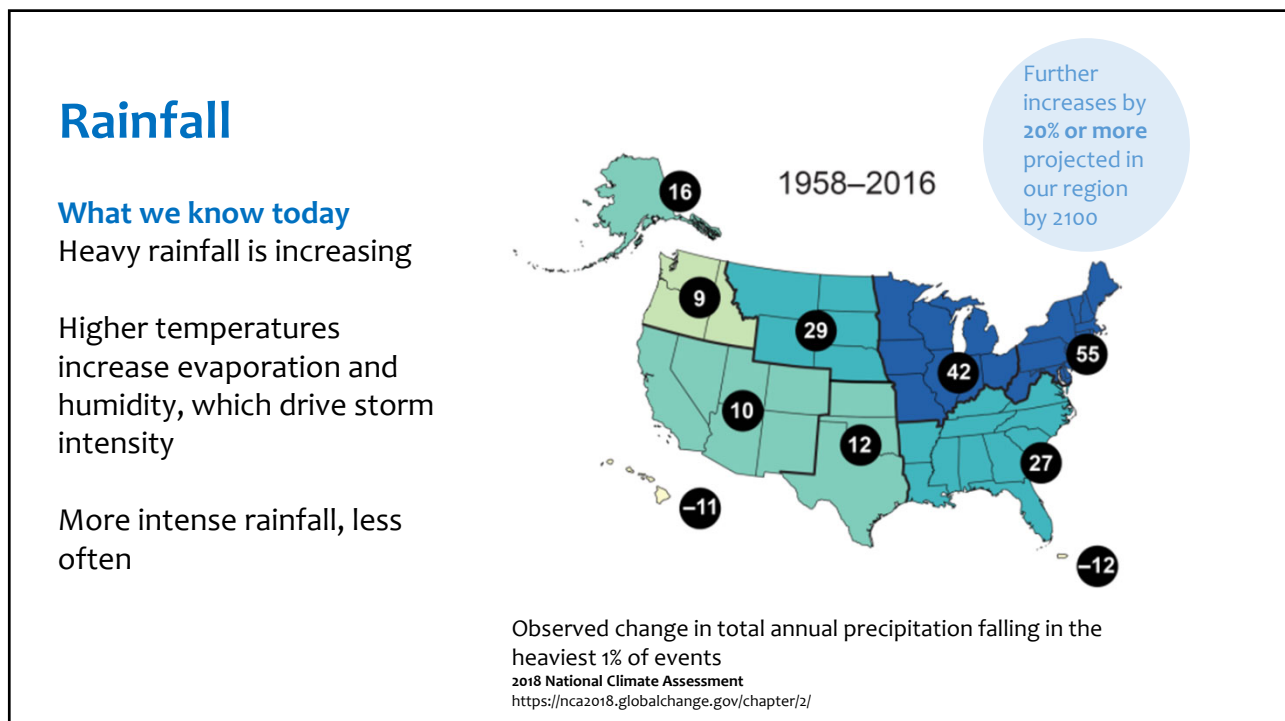 Rainfall
What we know today
Heavy rainfall is increasing
Higher temperatures
increase evaporation and
humidity, which drive storm
intensity
More intense rainfall, less
often
Further
increases by
20% or more
projected in
our region
by 2100
1958–2016
16
9
29
42
55
10
12
27
–11
–12
Observed change in total annual precipitation falling in the
heaviest 1% of events
2018 National Climate Assessment
https://nca2018.globalchange.gov/chapter/2/